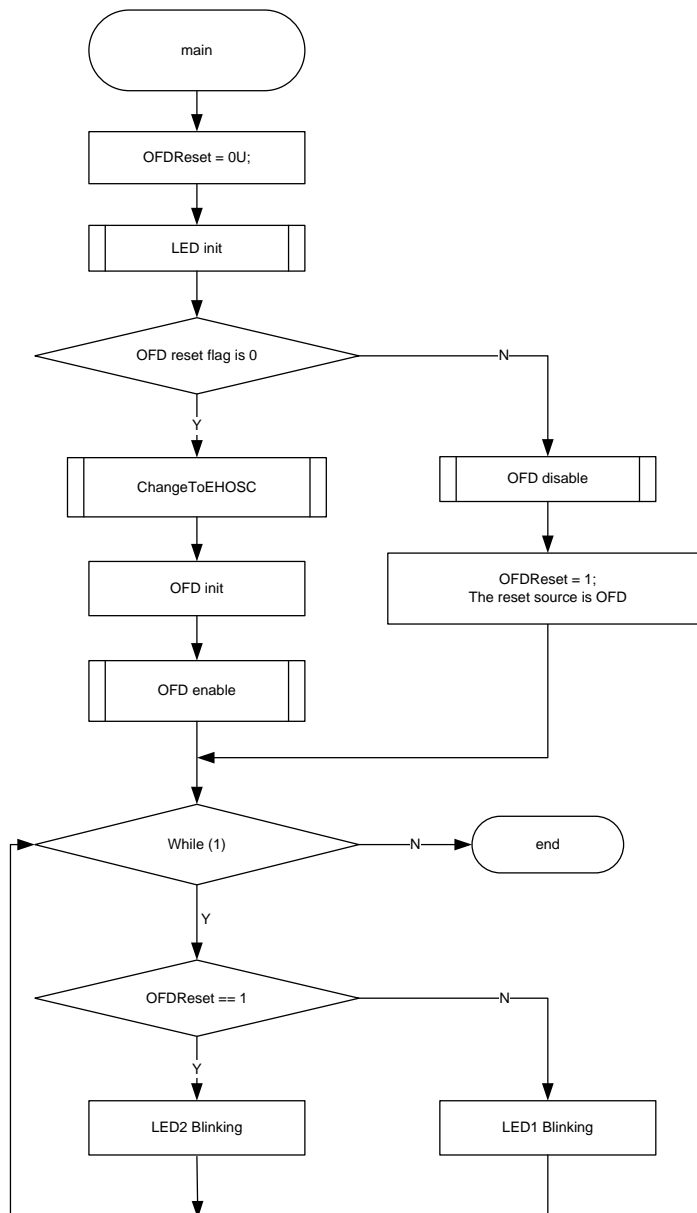 main
OFDReset = 0U;
LED init
OFD reset flag is 0
N
Y
ChangeToEHOSC
OFD disable
OFD init
OFDReset = 1;
The reset source is OFD
OFD enable
While (1)
N
end
Y
OFDReset == 1
N
Y
LED2 Blinking
LED1 Blinking